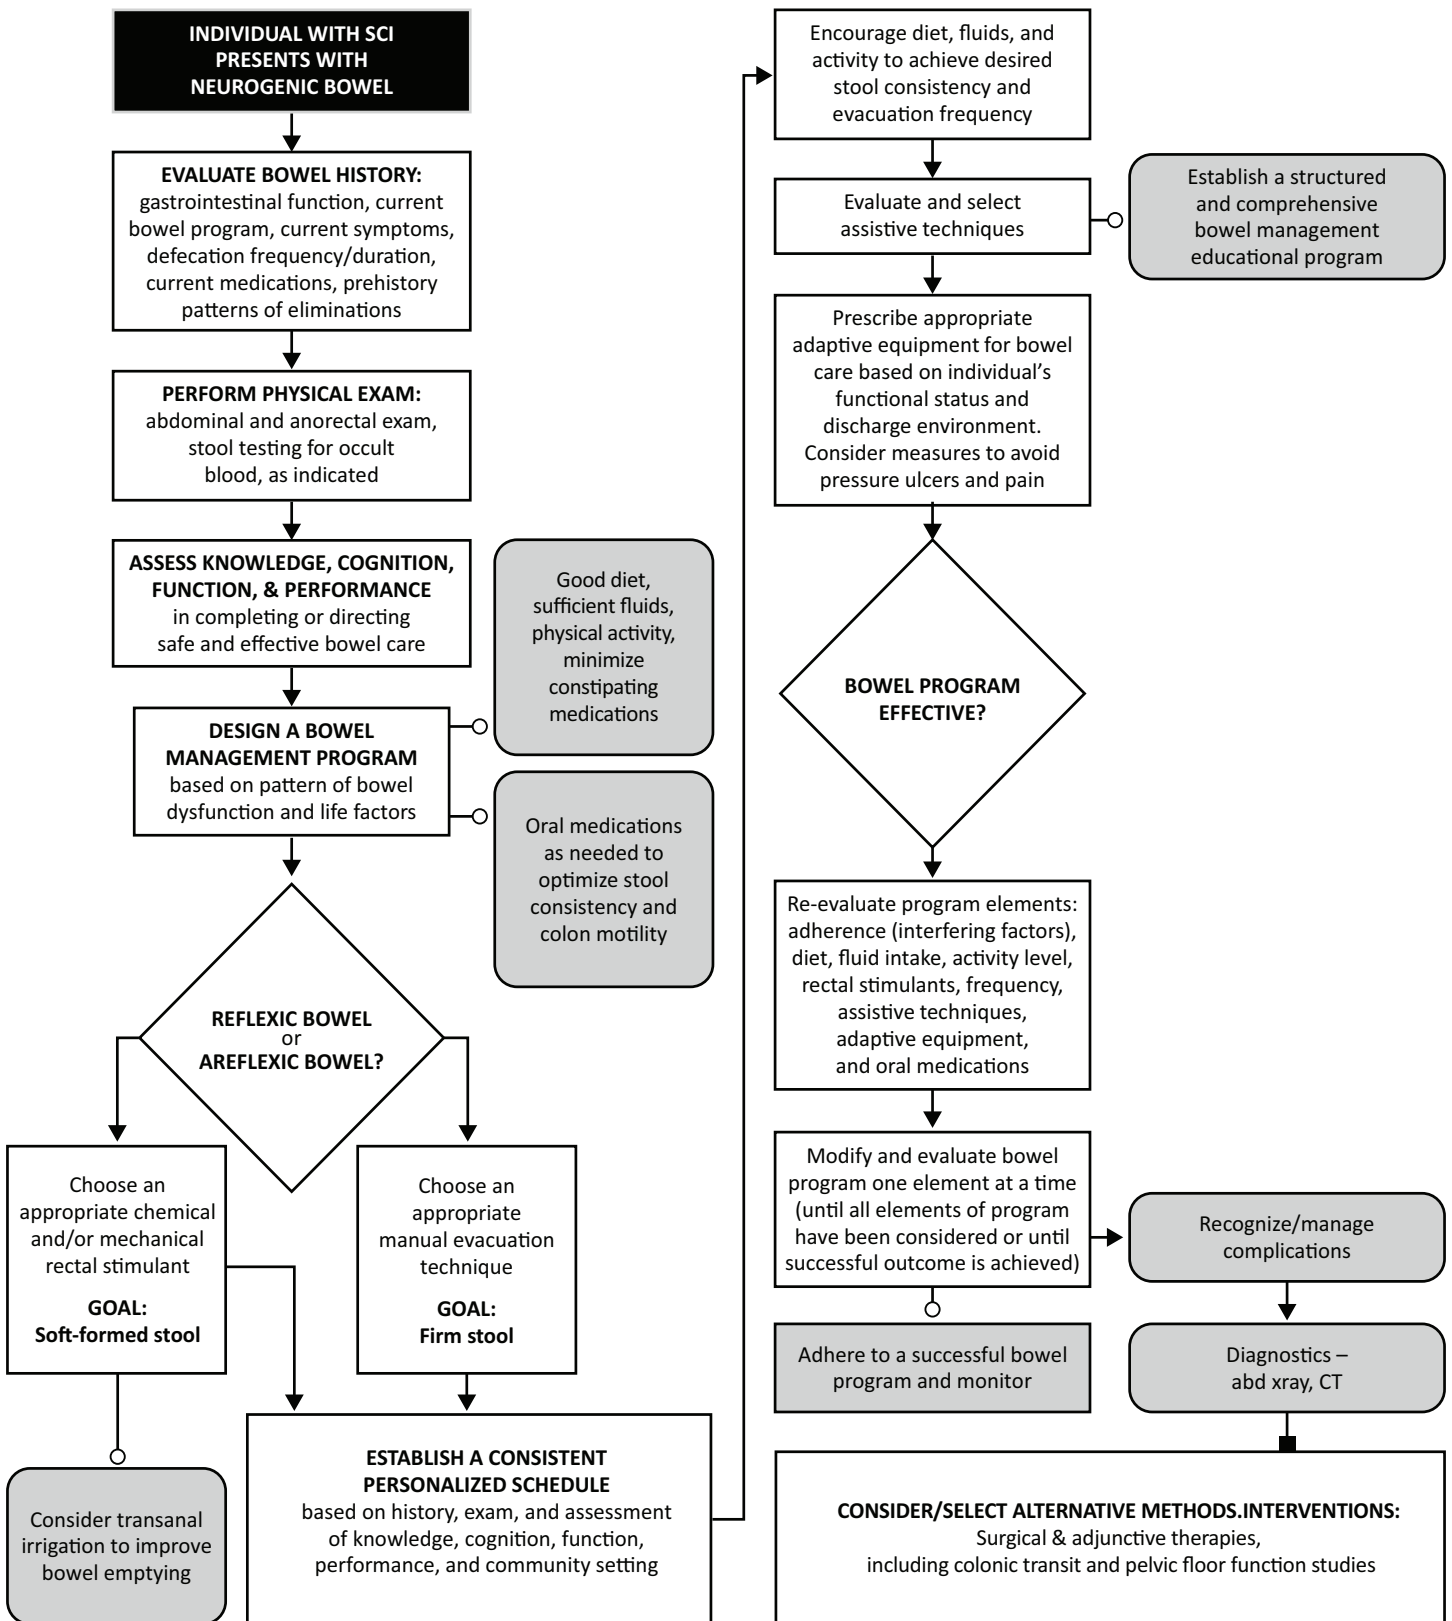 INDIVIDUAL WITH SCI
PRESENTS WITH
NEUROGENIC BOWEL
EVALUATE BOWEL HISTORY:
gastrointestinal function, current
bowel program, current symptoms,
defecation frequency/duration,
current medications, prehistory
patterns of eliminations
PERFORM PHYSICAL EXAM:
abdominal and anorectal exam,
stool testing for occult
blood, as indicated
ASSESS KNOWLEDGE, COGNITION,
FUNCTION, & PERFORMANCE
in completing or directing
safe and effective bowel care
DESIGN A BOWEL
MANAGEMENT PROGRAM
based on pattern of bowel
dysfunction and life factors
Good diet,
sufficient fluids,
physical activity,
minimize
constipating
medications
Oral medications
as needed to
optimize stool
consistency and
colon motility
REFLEXIC BOWEL
or
AREFLEXIC BOWEL?
Choose an
appropriate chemical
and/or mechanical
rectal stimulant
GOAL:
Soft-formed stool
Choose an
appropriate
manual evacuation
technique
GOAL:
Firm stool
Consider transanal
irrigation to improve
bowel emptying
ESTABLISH A CONSISTENT
PERSONALIZED SCHEDULE
based on history, exam, and assessment
of knowledge, cognition, function,
performance, and community setting
Encourage diet, fluids, and
activity to achieve desired
stool consistency and
evacuation frequency
Evaluate and select
assistive techniques
Establish a structured
and comprehensive
bowel management
educational program
Prescribe appropriate
adaptive equipment for bowel
care based on individual’s
functional status and
discharge environment.
Consider measures to avoid
pressure ulcers and pain
BOWEL PROGRAM
EFFECTIVE?
Re-evaluate program elements:
adherence (interfering factors),
diet, fluid intake, activity level,
rectal stimulants, frequency,
assistive techniques,
adaptive equipment,
and oral medications
Modify and evaluate bowel
program one element at a time
(until all elements of program
have been considered or until
successful outcome is achieved)
Recognize/manage
complications
Adhere to a successful bowel
program and monitor
Diagnostics –
abd xray, CT
CONSIDER/SELECT ALTERNATIVE METHODS.INTERVENTIONS:
Surgical & adjunctive therapies,
including colonic transit and pelvic floor function studies